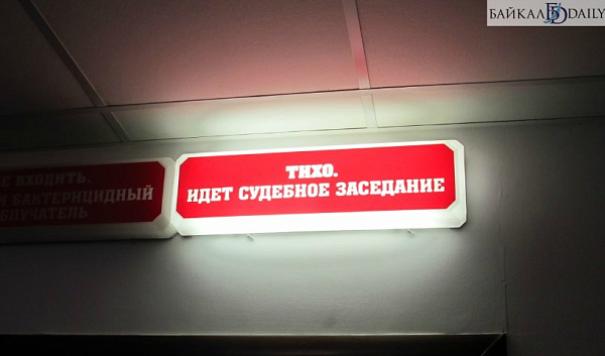 БАЙКАЛ DAILY
ТИХО.
ИДЕТ СУДЕБНОЕ ЗАСЕДАНИЕ
ВХОДИТЬ.
БАКТЕРИЦИДНЫЙ